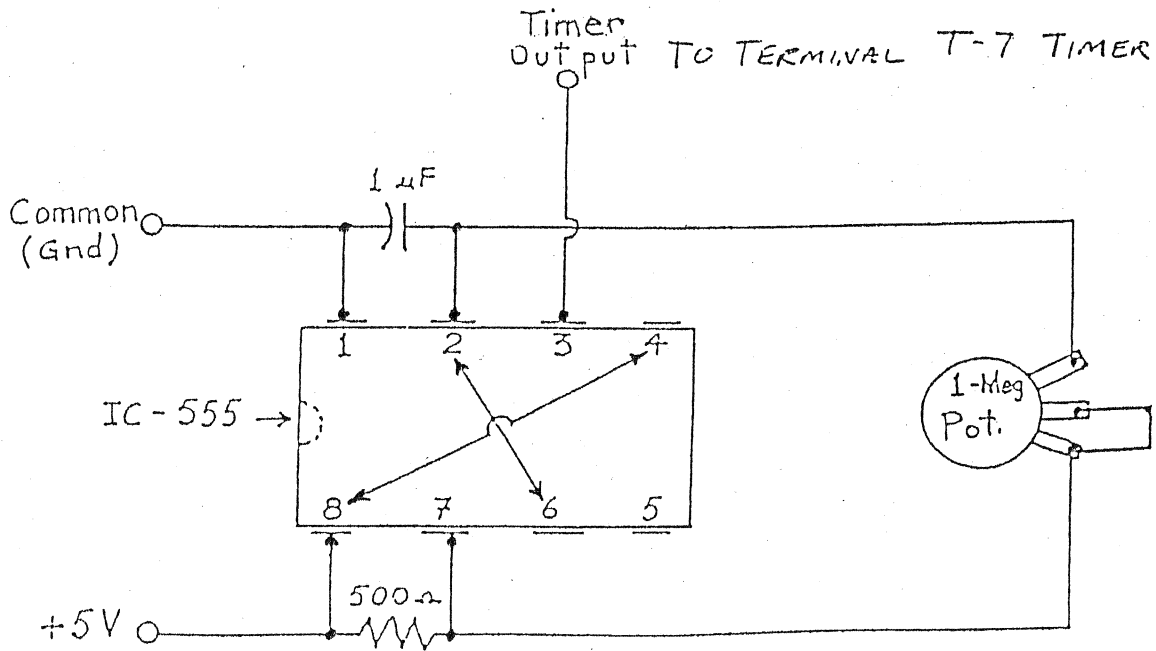 Timer
Output TO TERMINAL T-7 TIMER
1 µF
Common
(Gnd)
1 2 3 4
1-Meg
Pot.
IC-555
8 7 6 5
500Ω
+5V